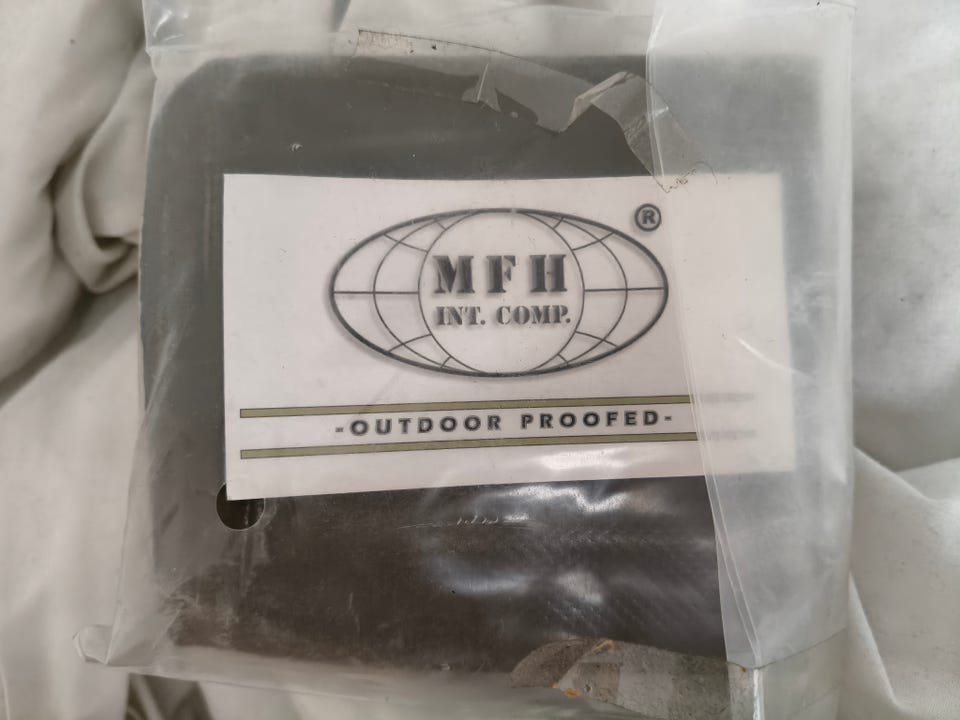 ®
MFH
INT. COMP.
-OUTDOOR PROOFED-